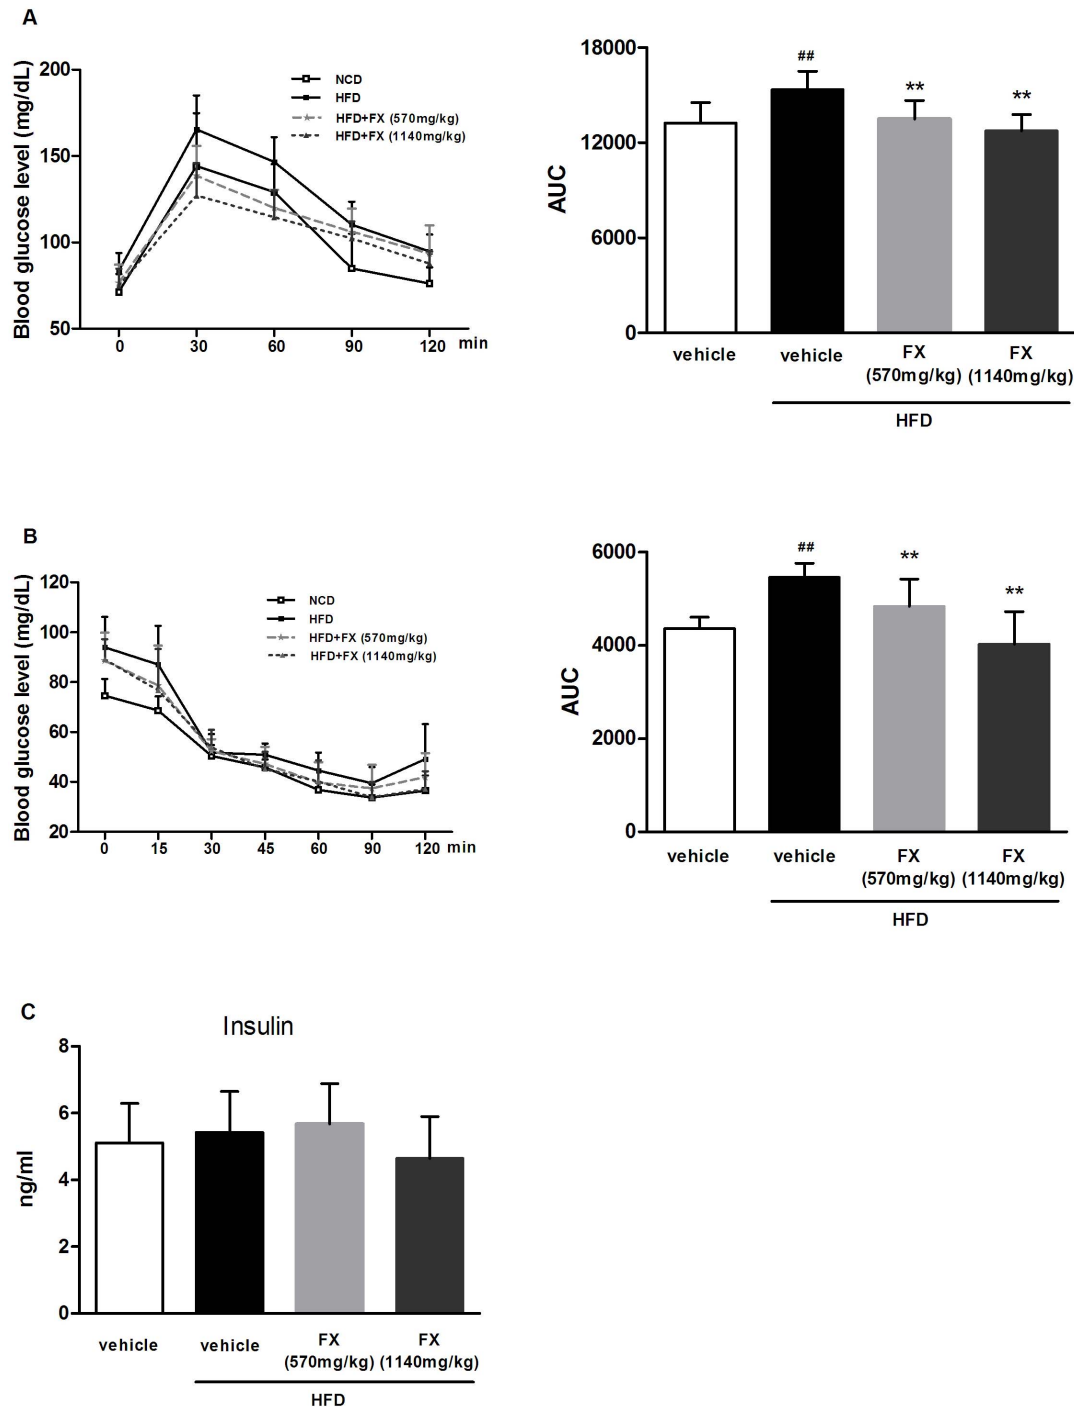 A
Blood glucose level (mg/dL)
200
150
100
50
0 30 60 90 120 min
NCD
HFD
HFD+FX (570mg/kg)
HFD+FX (1140mg/kg)
AUC
18000
12000
6000
0
##
**
**
vehicle vehicle FX FX
(570mg/kg) (1140mg/kg)
HFD
B
Blood glucose level (mg/dL)
120
100
80
60
40
20
0 15 30 45 60 90 120 min
NCD
HFD
HFD+FX (570mg/kg)
HFD+FX (1140mg/kg)
AUC
6000
4000
2000
0
##
**
**
vehicle vehicle FX FX
(570mg/kg) (1140mg/kg)
HFD
C
Insulin
ng/ml
8
6
4
2
0
vehicle vehicle FX FX
(570mg/kg) (1140mg/kg)
HFD